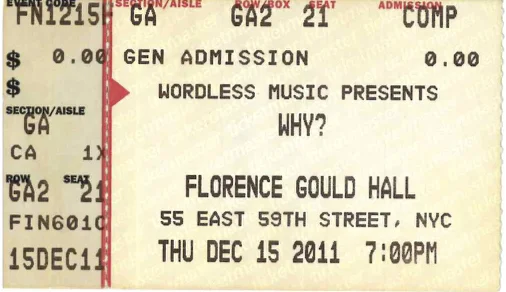 EVENT CODE SECTION/AISLE ROW/BOX SEAT ADMISSION
FN1215 GA GA2 21 COMP
$ 0.00 GEN ADMISSION 0.00
$ WORDLESS MUSIC PRESENTS
SECTION/AISLE
GA WHY?
CA 1X
ROW SEAT
GA2 21 FLORENCE GOULD HALL
FIN601C 55 EAST 59TH STREET, NYC
15DEC11 THU DEC 15 2011 7:00PM